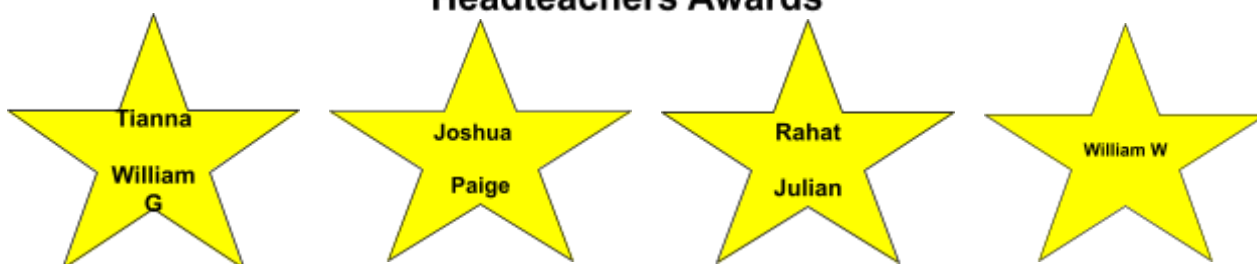 Headteachers Awards
Tianna
William
G
Joshua
Paige
Rahat
Julian
William W